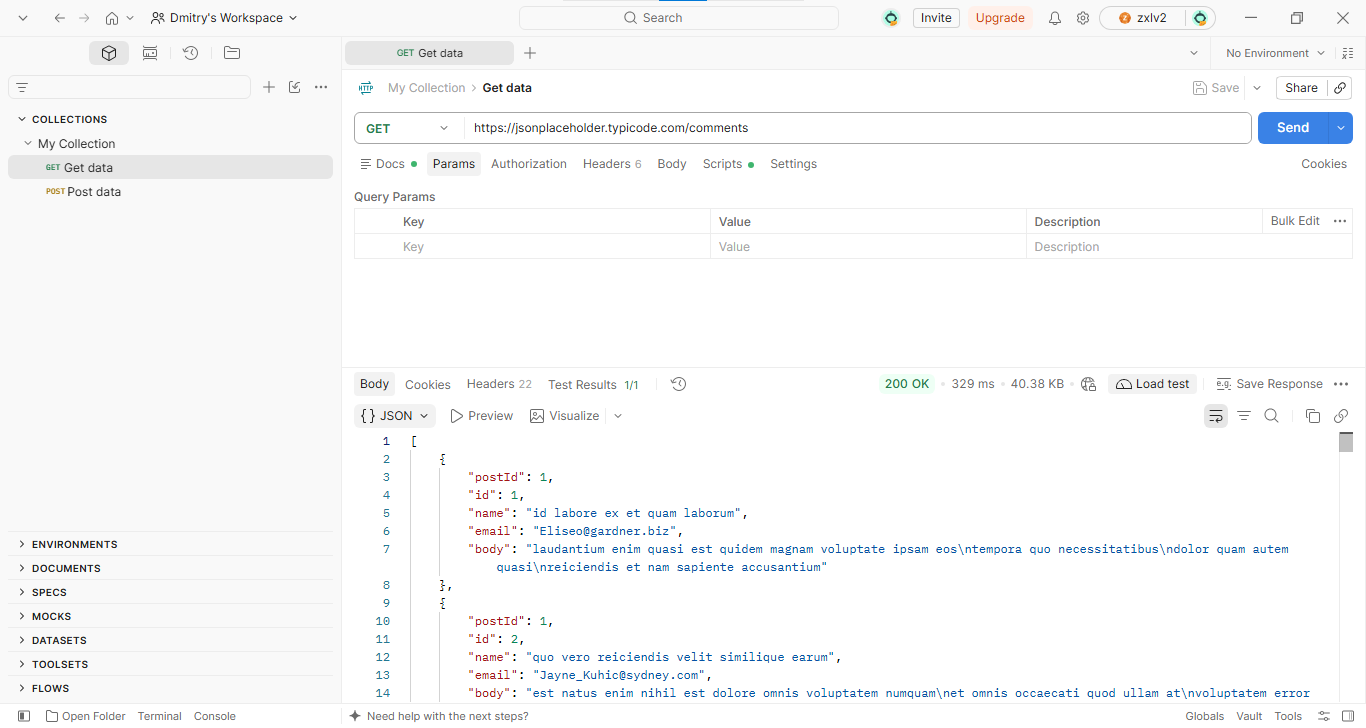 Dmitry's Workspace Search Invite Upgrade zxlv2
GET Get data No Environment
My Collection > Get data Save Share
COLLECTIONS
My Collection
GET Get data
POST Post data
ENVIRONMENTS
DOCUMENTS
SPECS
MOCKS
DATASETS
TOOLSETS
FLOWS
HTTP
GET https://jsonplaceholder.typicode.com/comments Send
Docs Params Authorization Headers 6 Body Scripts Settings Cookies
Query Params
Key Value Description Bulk Edit
Key Value Description
Body Cookies Headers 22 Test Results 1/1 200 OK 329 ms 40.38 KB Load test e.g. Save Response
{} JSON Preview Visualize
1 [
2 {
3 "postId": 1,
4 "id": 1,
5 "name": "id labore ex et quam laborum",
6 "email": "Eliseo@gardner.biz",
7 "body": "laudantium enim quasi est quidem magnam voluptate ipsam eos\ntempora quo necessitatibus\ndolor quam autem
quasi\nreiciendis et nam sapiente accusantium"
8 },
9 {
10 "postId": 1,
11 "id": 2,
12 "name": "quo vero reiciendis velit similique earum",
13 "email": "Jayne_Kuhic@sydney.com",
14 "body": "est natus enim nihil est dolore omnis voluptatem numquam\net omnis occaecati quod ullam at\nvoluptatem error
Open Folder Terminal Console Need help with the next steps? Globals Vault Tools